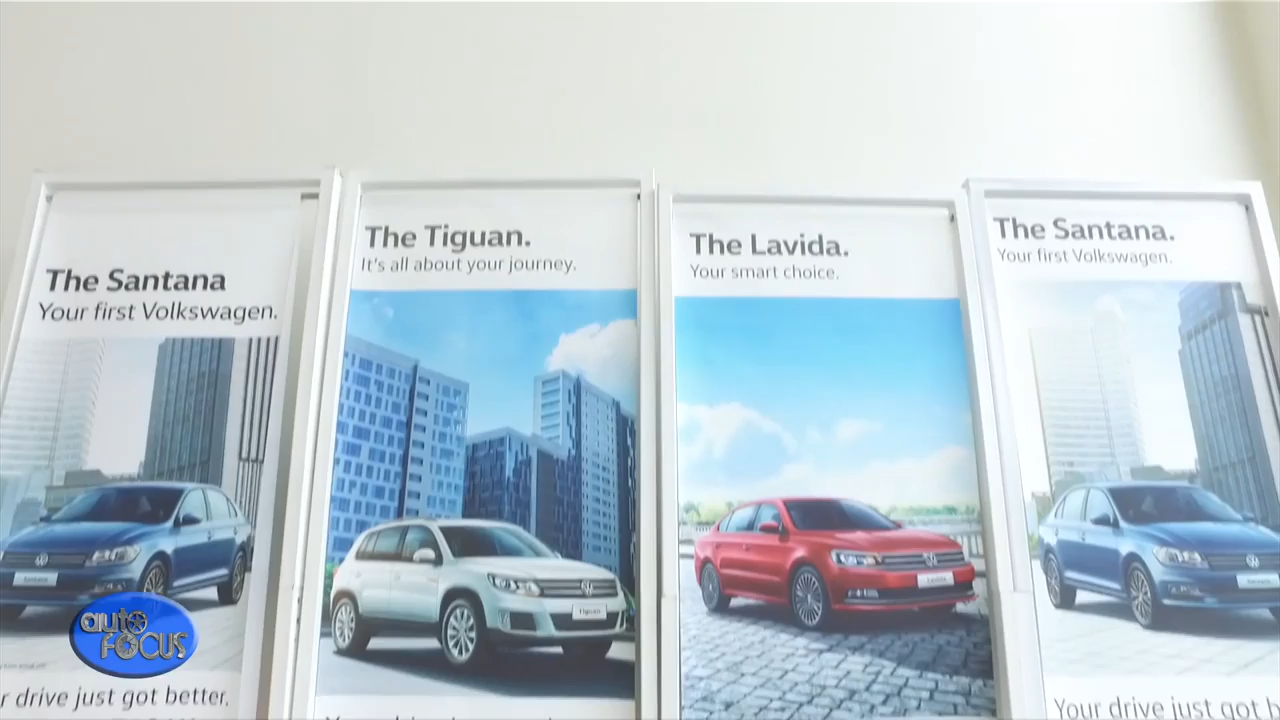 The Santana
Your first Volkswagen.
r drive just got better.
The Tiguan.
It's all about your journey.
Tiguan
The Lavida.
Your smart choice.
Lavida
The Santana.
Your first Volkswagen.
Your drive just got b
auto
FOCUS